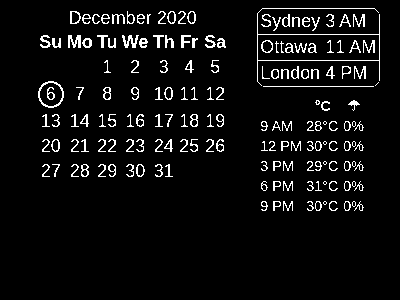 December 2020
Su Mo Tu We Th Fr Sa
1 2 3 4 5
6 7 8 9 10 11 12
13 14 15 16 17 18 19
20 21 22 23 24 25 26
27 28 29 30 31
Sydney 3 AM
Ottawa 11 AM
London 4 PM
°C ☂
9 AM 28°C 0%
12 PM 30°C 0%
3 PM 29°C 0%
6 PM 31°C 0%
9 PM 30°C 0%